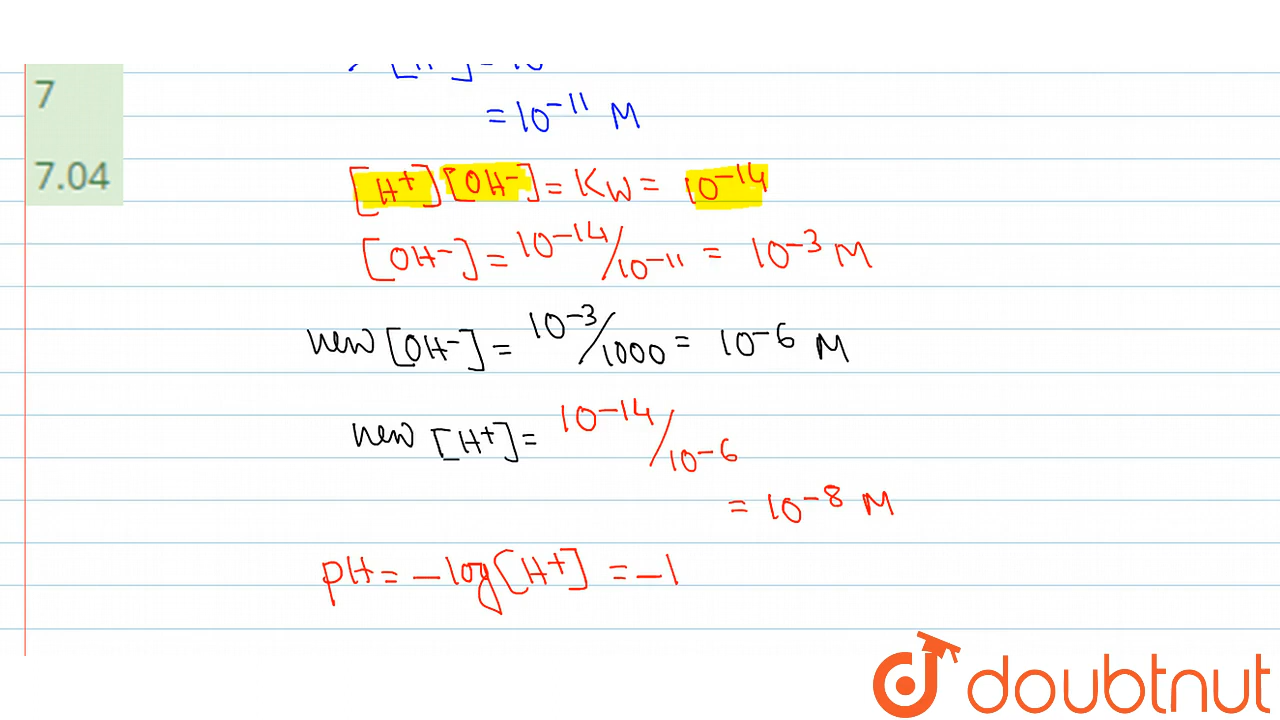 7
7.04
= 10⁻¹¹ M
[H⁺][OH⁻] = Kw = 10⁻¹⁴
[OH⁻] = 10⁻¹⁴/10⁻¹¹ = 10⁻³ M
new [OH⁻] = 10⁻³/1000 = 10⁻⁶ M
new [H⁺] = 10⁻¹⁴/10⁻⁶
= 10⁻⁸ M
pH = -log[H⁺] = -1
doubtnut